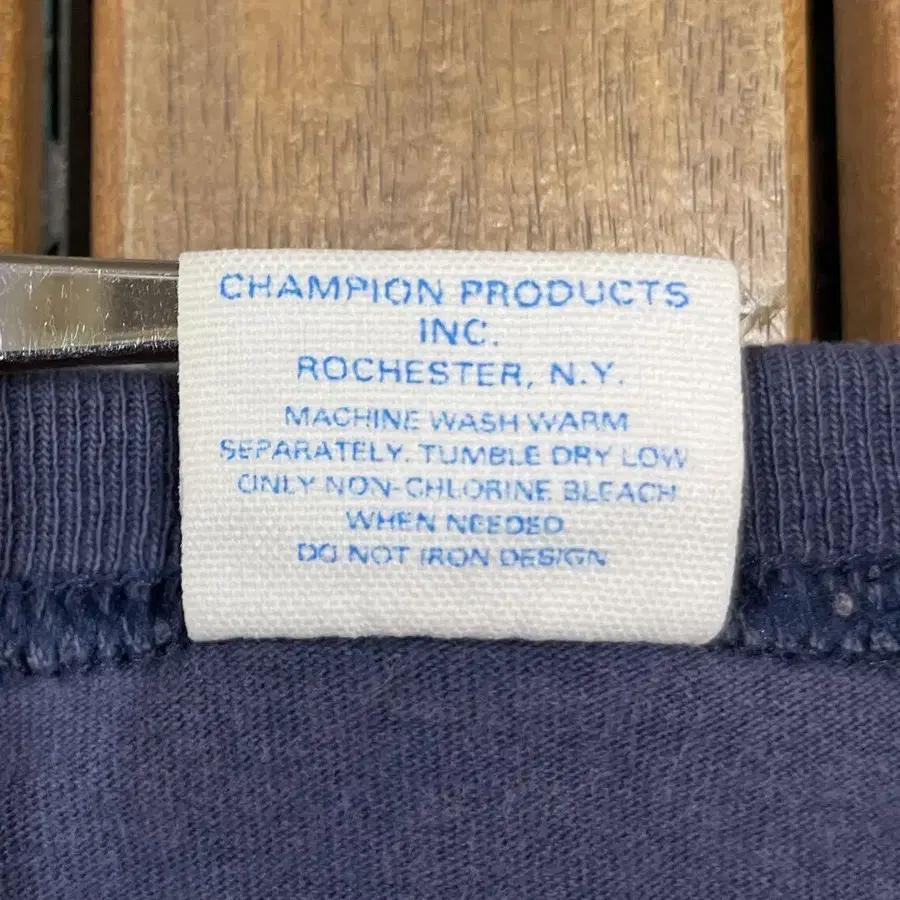 CHAMPION PRODUCTS
INC.
ROCHESTER, N.Y.
MACHINE WASH WARM
SEPARATELY. TUMBLE DRY LOW
ONLY NON-CHLORINE BLEACH
WHEN NEEDED
DO NOT IRON DESIGN